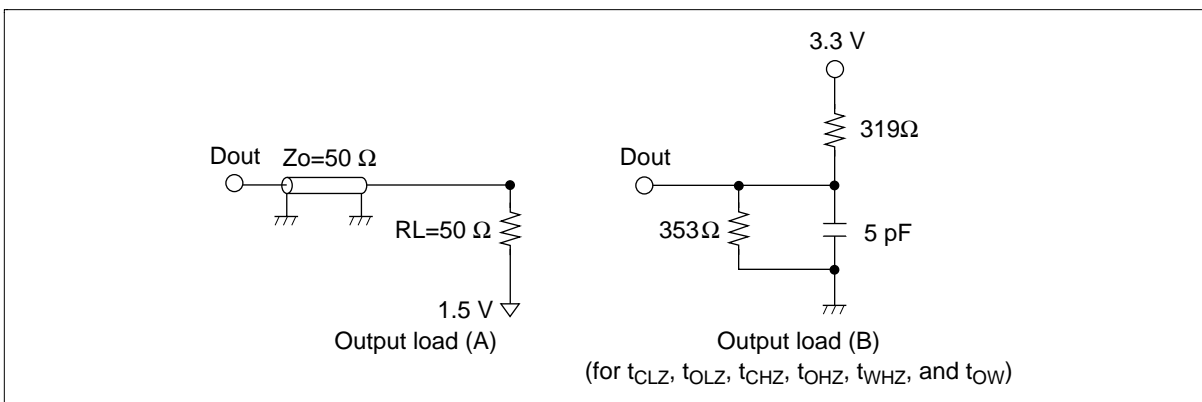 Dout
Zo=50 Ω
RL=50 Ω
1.5 V
Output load (A)
3.3 V
319Ω
Dout
353Ω
5 pF
Output load (B)
(for tCLZ, tOLZ, tCHZ, tOHZ, tWHZ, and tOW)